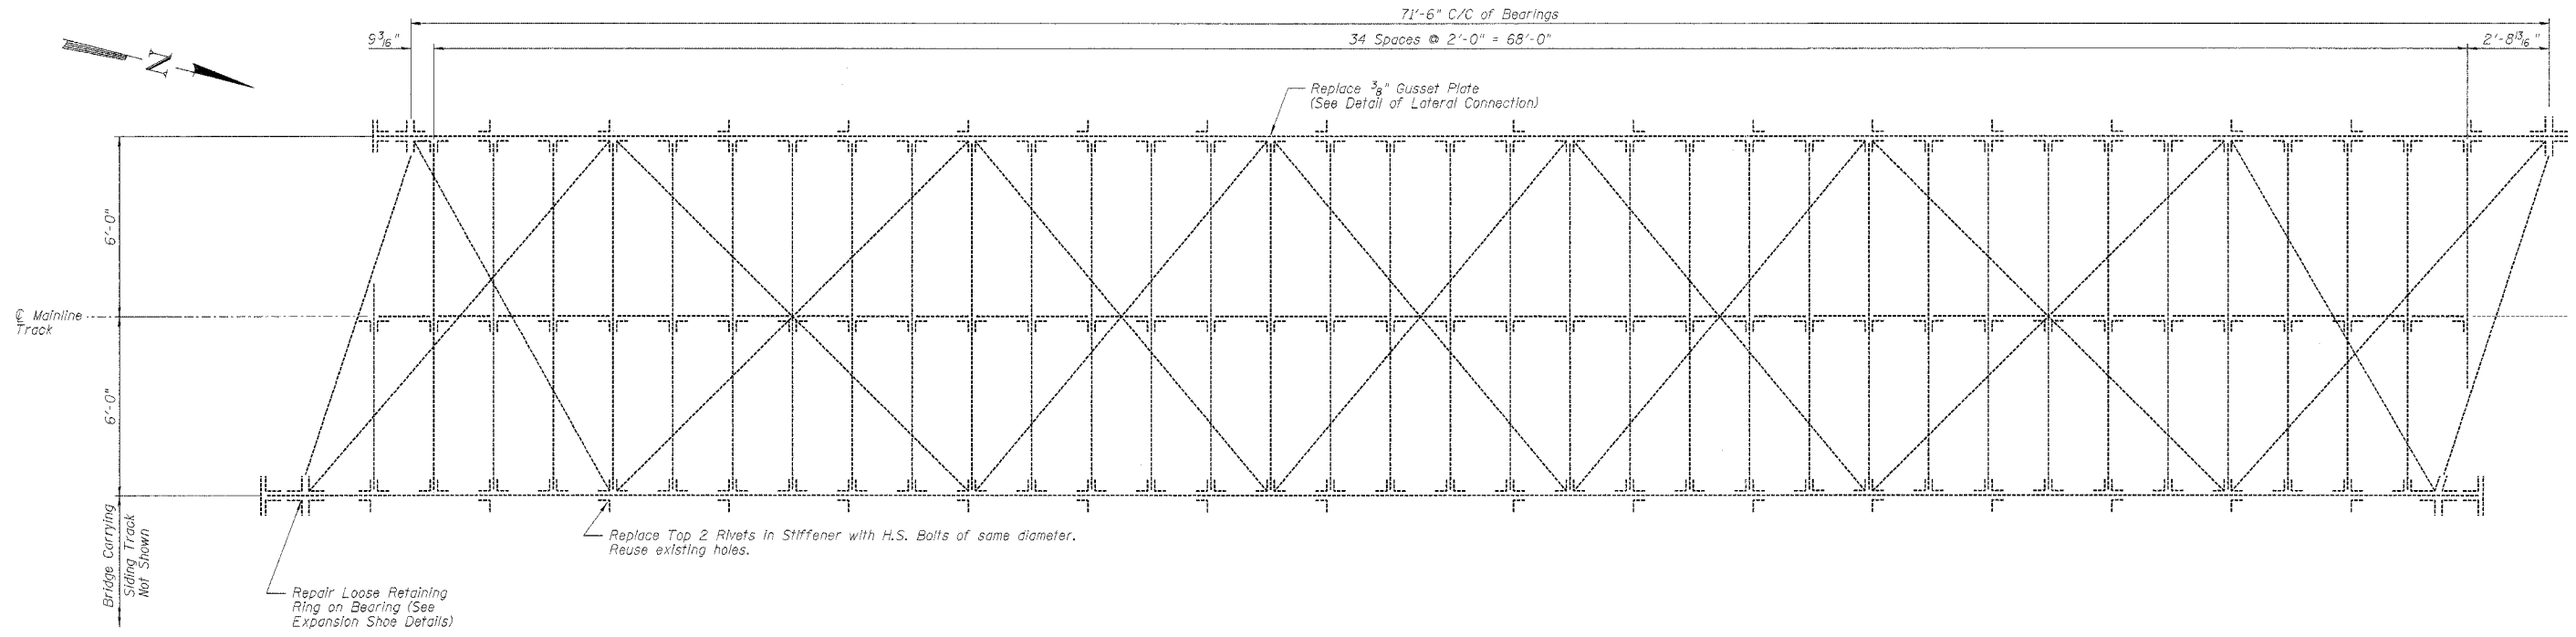 71'-6" C/C of Bearings
9 3/16"
34 Spaces @ 2'-0" = 68'-0"
2'-8 13/16"
N
Replace 3/8" Gusset Plate
(See Detail of Lateral Connection)
6'-0"
℄ Mainline
Track
6'-0"
Bridge Carrying
Siding Track
Not Shown
Replace Top 2 Rivets in Stiffener with H.S. Bolts of same diameter.
Reuse existing holes.
Repair Loose Retaining
Ring on Bearing (See
Expansion Shoe Details)